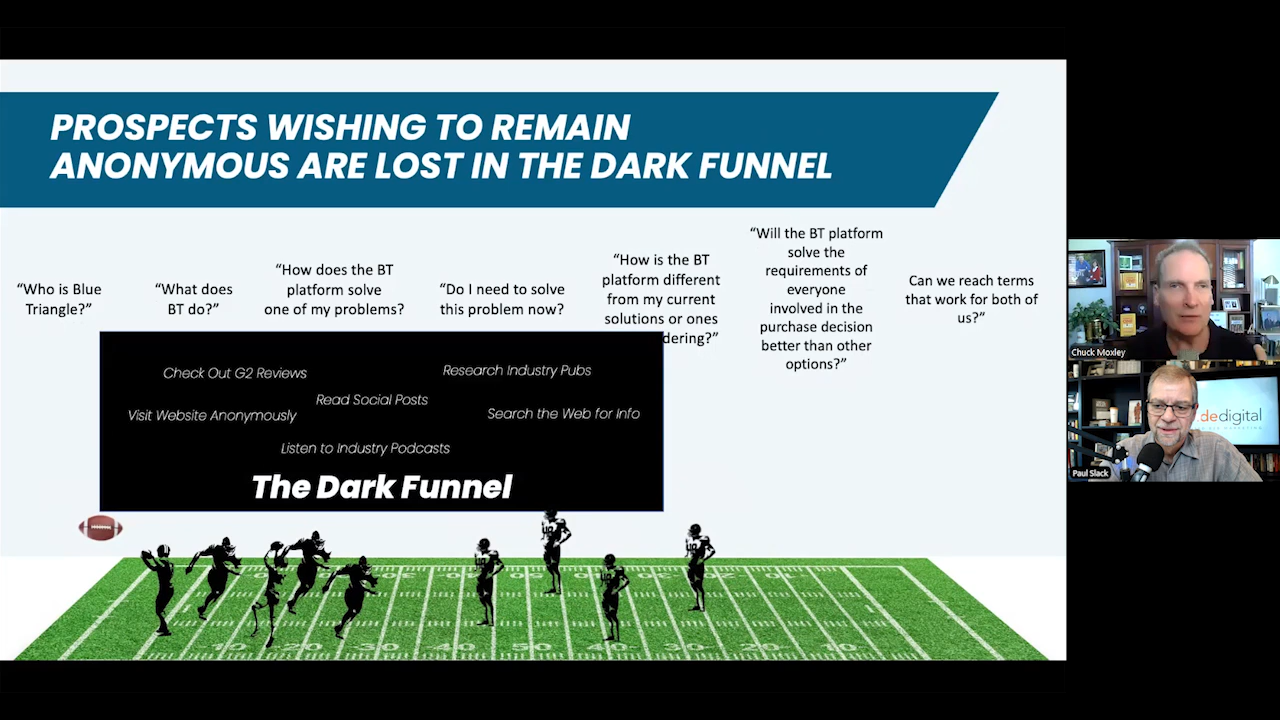 PROSPECTS WISHING TO REMAIN
ANONYMOUS ARE LOST IN THE DARK FUNNEL
“Who is Blue
Triangle?”
“What does
BT do?”
“How does the BT
platform solve
one of my problems?
“Do I need to solve
this problem now?
“How is the BT
platform different
from my current
solutions or ones
dering?”
“Will the BT platform
solve the
requirements of
everyone
involved in the
purchase decision
better than other
options?”
Can we reach terms
that work for both of
us?”
Check Out G2 Reviews
Research Industry Pubs
Read Social Posts
Visit Website Anonymously
Search the Web for Info
Listen to Industry Podcasts
The Dark Funnel
Chuck Moxley
dedigital
Paul Slack